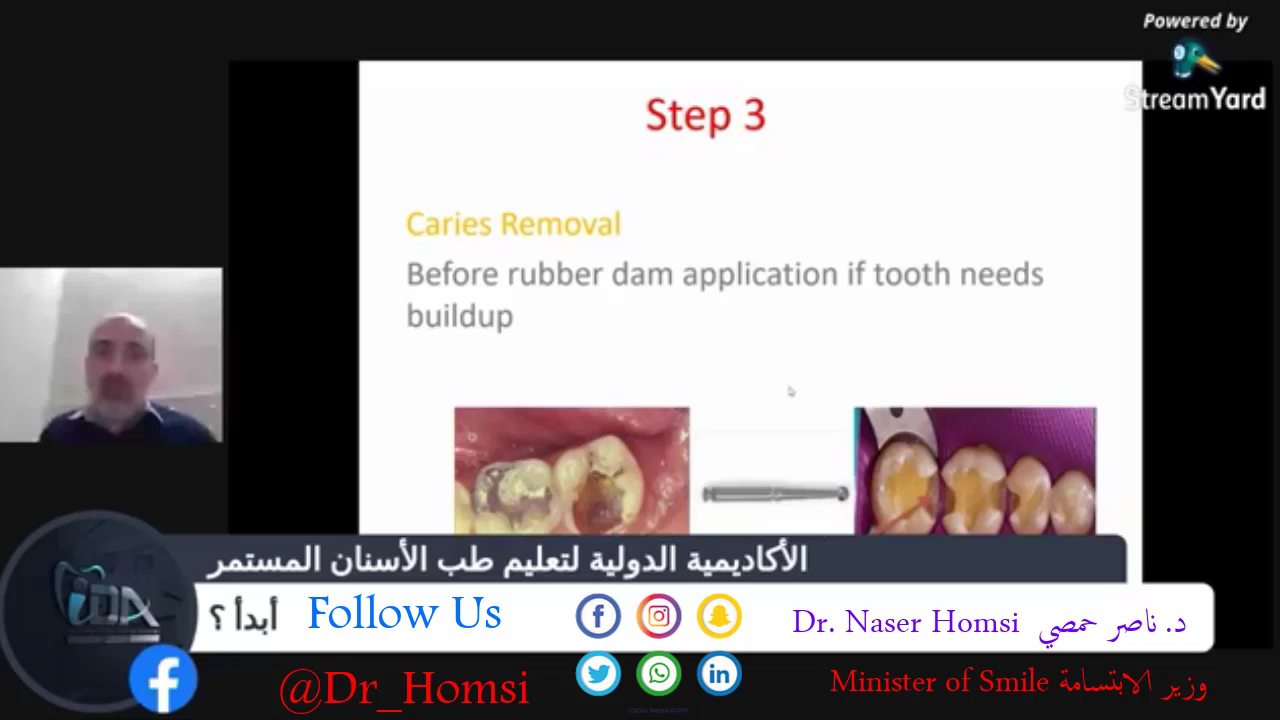 Powered by
StreamYard
Step 3
Caries Removal
Before rubber dam application if tooth needs
buildup
الأكاديمية الدولية لتعليم طب الأسنان المستمر
أبدأ ؟
Follow Us
Dr. Naser Homsi د. ناصر حمصي
@Dr_Homsi
Minister of Smile وزير الابتسامة